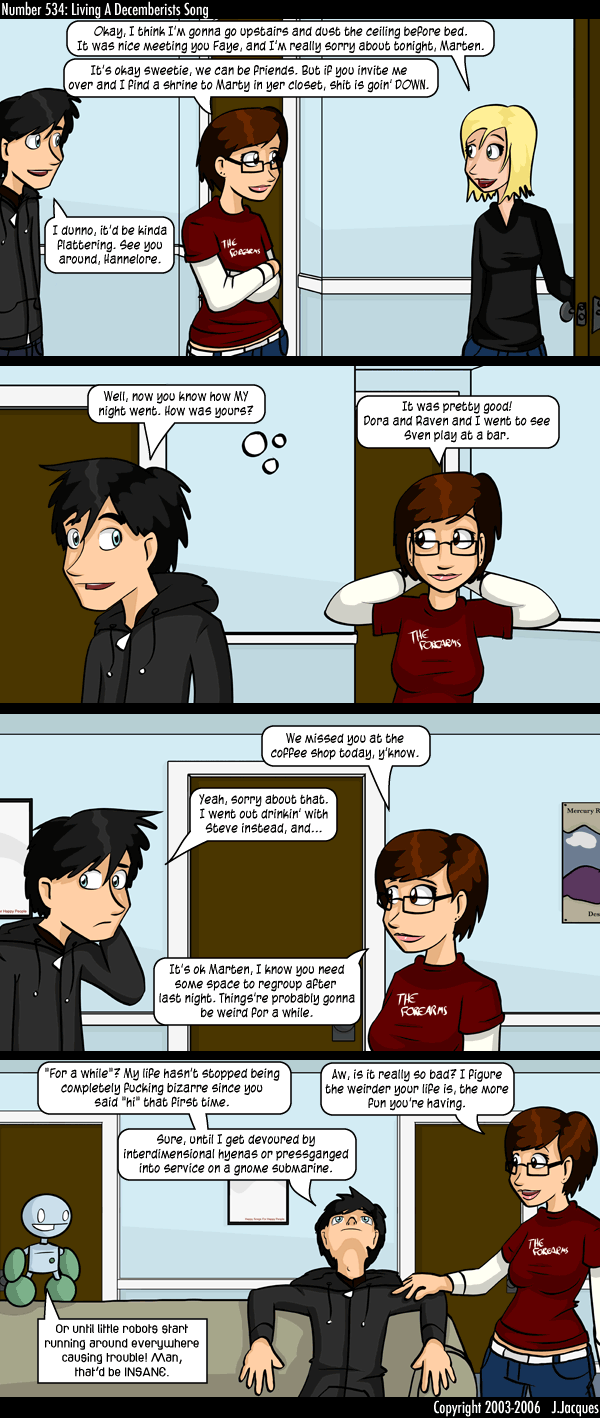 Number 534: Living A Decemberists Song
Okay, I think I'm gonna go upstairs and dust the ceiling before bed.
It was nice meeting you Faye, and I'm really sorry about tonight, Marten.
It's okay sweetie, we can be friends. But if you invite me
over and I find a shrine to Marty in yer closet, shit is goin' DOWN.
I dunno, it'd be kinda
flattering. See you
around, Hannelore.
THE
FOREARMS
Well, now you know how MY
night went. How was yours?
It was pretty good!
Dora and Raven and I went to see
Sven play at a bar.
THE
FOREARMS
We missed you at the
coffee shop today, y'know.
Yeah, sorry about that.
I went out drinkin' with
Steve instead, and...
Mercury R
Des
Happy People
It's ok Marten, I know you need
some space to regroup after
last night. Things're probably gonna
be weird for a while.
THE
FOREARMS
"For a while"? My life hasn't stopped being
completely fucking bizarre since you
said "hi" that first time.
Aw, is it really so bad? I figure
the weirder your life is, the more
fun you're having.
Sure, until I get devoured by
interdimensional hyenas or pressganged
into service on a gnome submarine.
THE
FOREARMS
Or until little robots start
running around everywhere
causing trouble! Man,
that'd be INSANE.
Copyright 2003-2006 J.Jacques